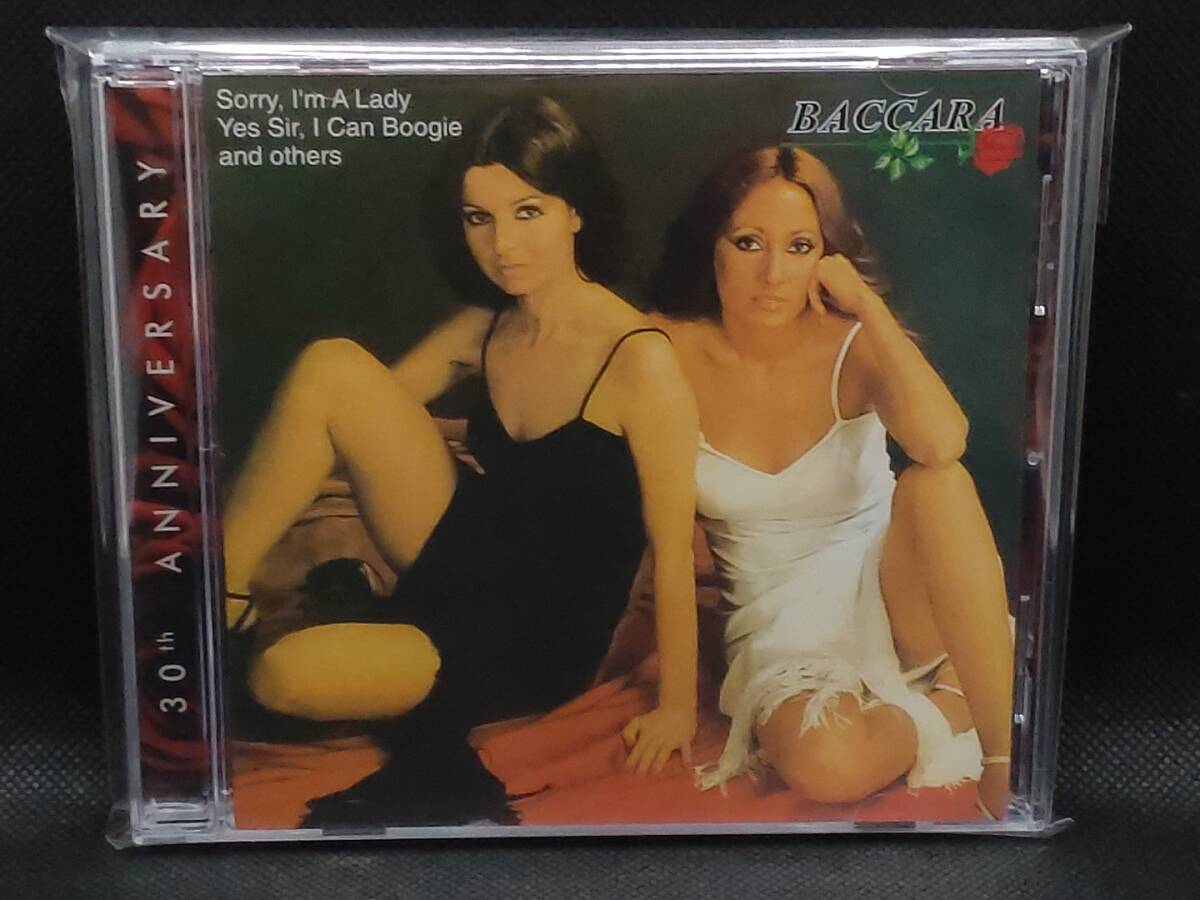 Sorry, I'm A Lady
Yes Sir, I Can Boogie
and others
BACCARA
30th ANNIVERSARY